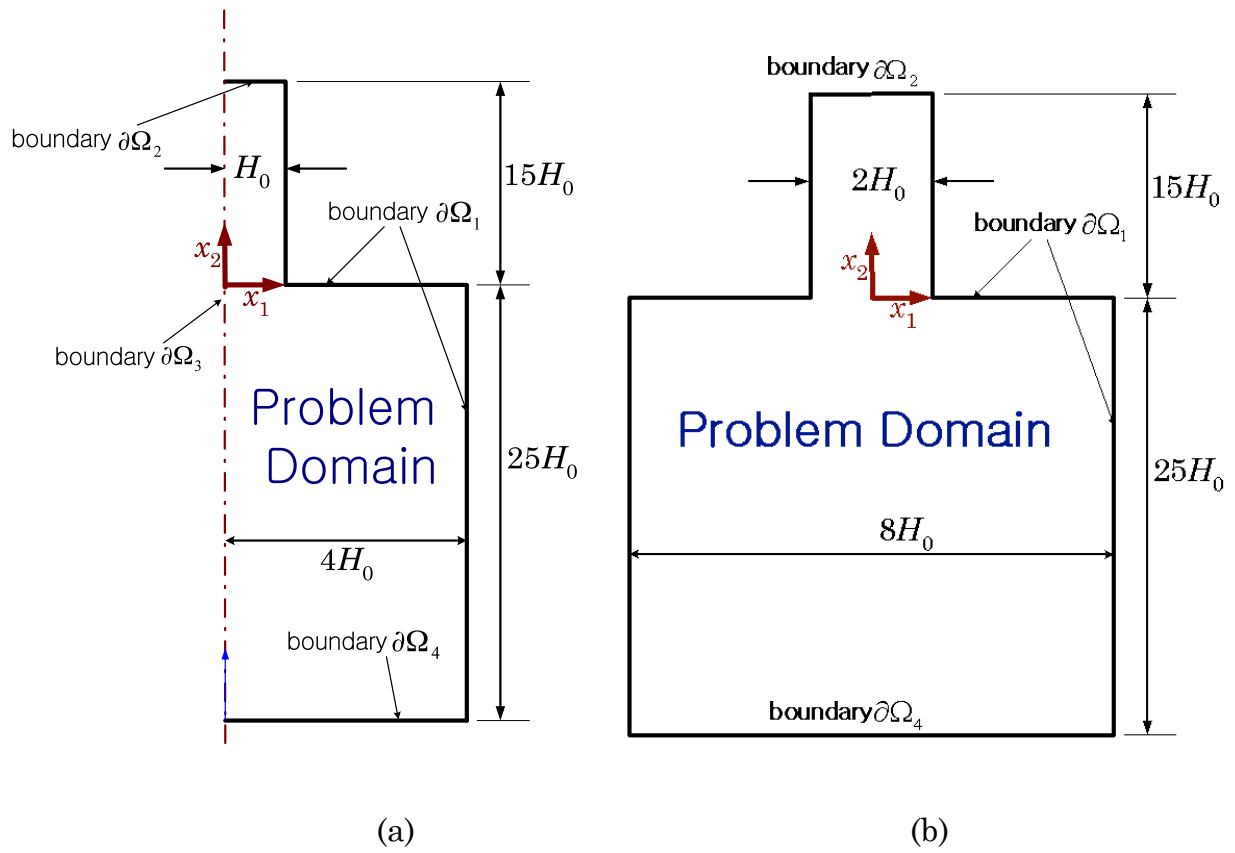 boundary ∂Ω₂
H₀
15H₀
boundary ∂Ω₁
x₂
x₁
boundary ∂Ω₃
Problem
Domain
25H₀
4H₀
boundary ∂Ω₄
(a)
boundary ∂Ω₂
2H₀
15H₀
boundary ∂Ω₁
x₂
x₁
Problem Domain
25H₀
8H₀
boundary ∂Ω₄
(b)